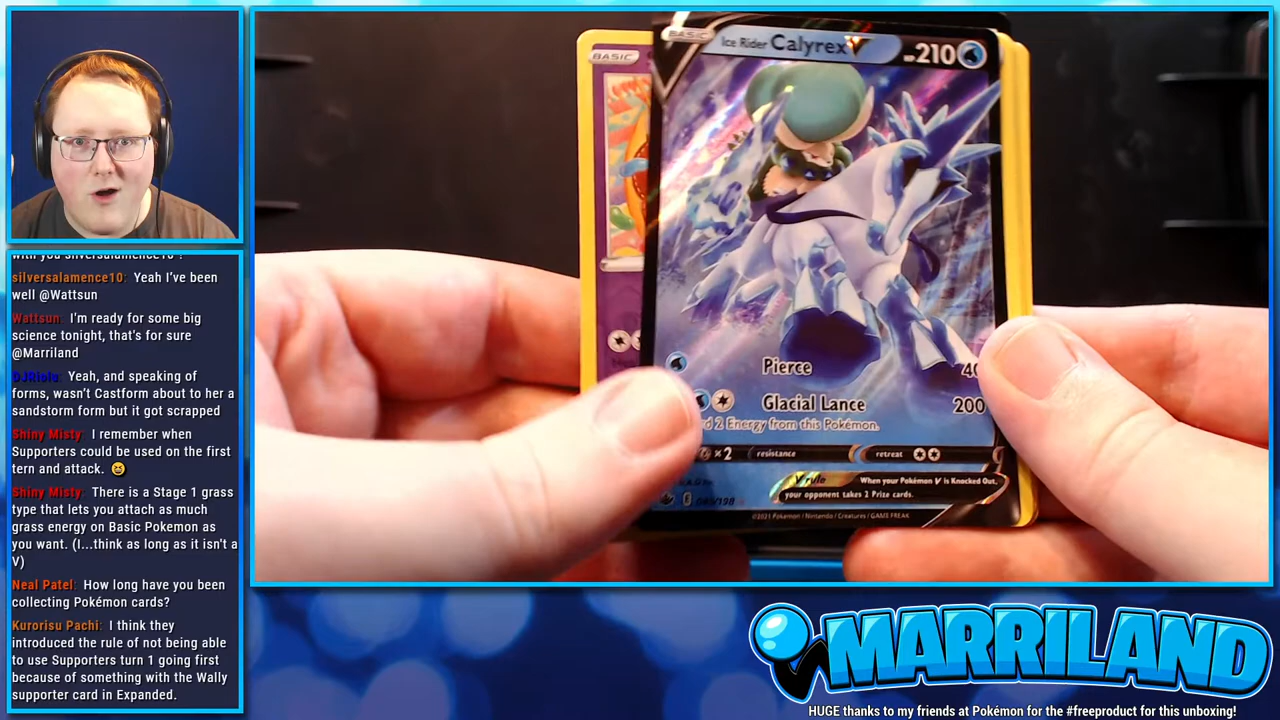 with you silversalamence10 !
silversalamence10: Yeah I've been
well @Wattsun
Wattsun: I'm ready for some big
science tonight, that's for sure
@Marriland
DJRiolu: Yeah, and speaking of
forms, wasn't Castform about to her a
sandstorm form but it got scrapped
Shiny Misty: I remember when
Supporters could be used on the first
tern and attack. 😆
Shiny Misty: There is a Stage 1 grass
type that lets you attach as much
grass energy on Basic Pokemon as
you want. (I...think as long as it isn't a
V)
Neal Patel: How long have you been
collecting Pokémon cards?
Kurorisu Pachi: I think they
introduced the rule of not being able
to use Supporters turn 1 going first
because of something with the Wally
supporter card in Expanded.
BASIC
BASIC
Ice Rider Calyrex V HP 210
Pierce 40
Glacial Lance 200
2 Energy from this Pokémon.
×2 resistance retreat
V rule When your Pokémon V is Knocked Out,
your opponent takes 2 Prize cards.
/198
©2021 Pokémon / Nintendo / Creatures / GAME FREAK
MARRILAND
HUGE thanks to my friends at Pokémon for the #freeproduct for this unboxing!